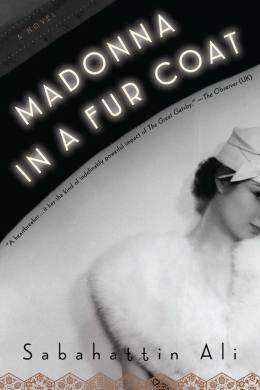 A NOVEL
MADONNA
IN A FUR COAT
"A heartbreaker...it has the kind of indefinably powerful impact of The Great Gatsby." —The Observer (UK)
Sabahattin Ali